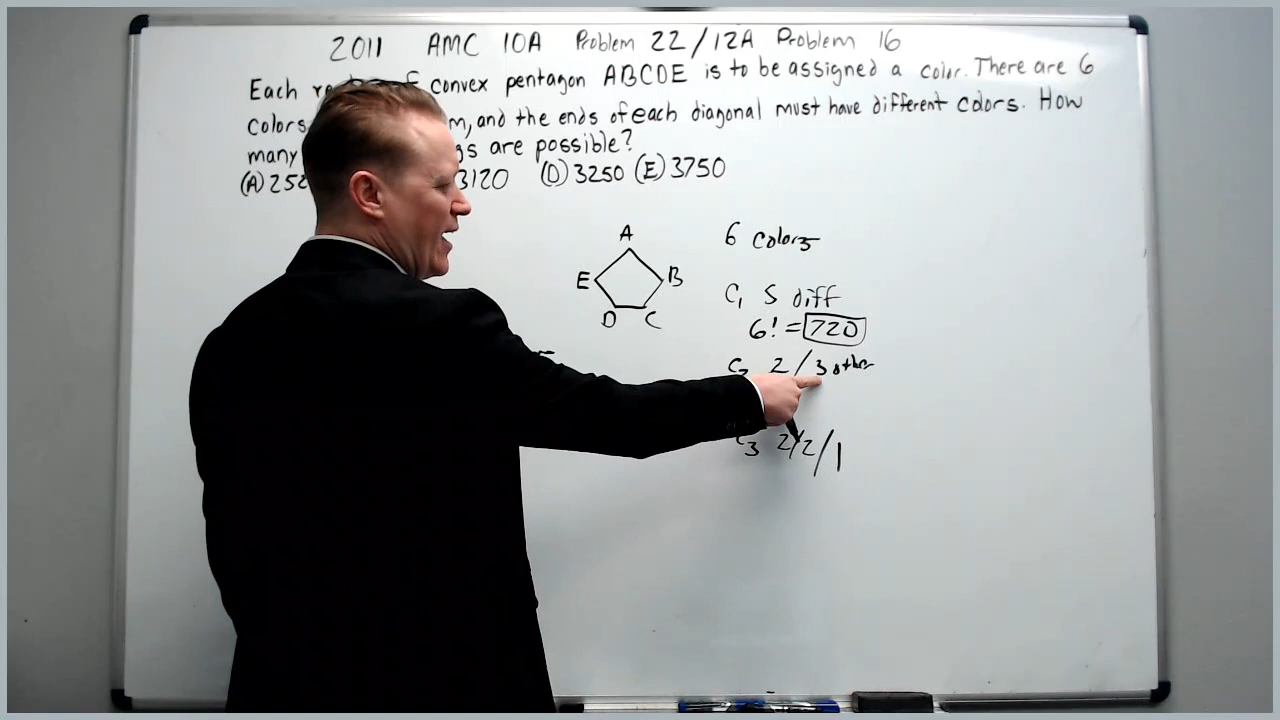 2011 AMC 10A Problem 22/12A Problem 16
Each convex pentagon ABCDE is to be assigned a color. There are 6
colors and the ends of each diagonal must have different colors. How
many are possible?
(A) 3120 (D) 3250 (E) 3750
A
6 colors
E B
C1 5 diff
D C
6! = 720
C2 2/3 other
C3 2/2/1